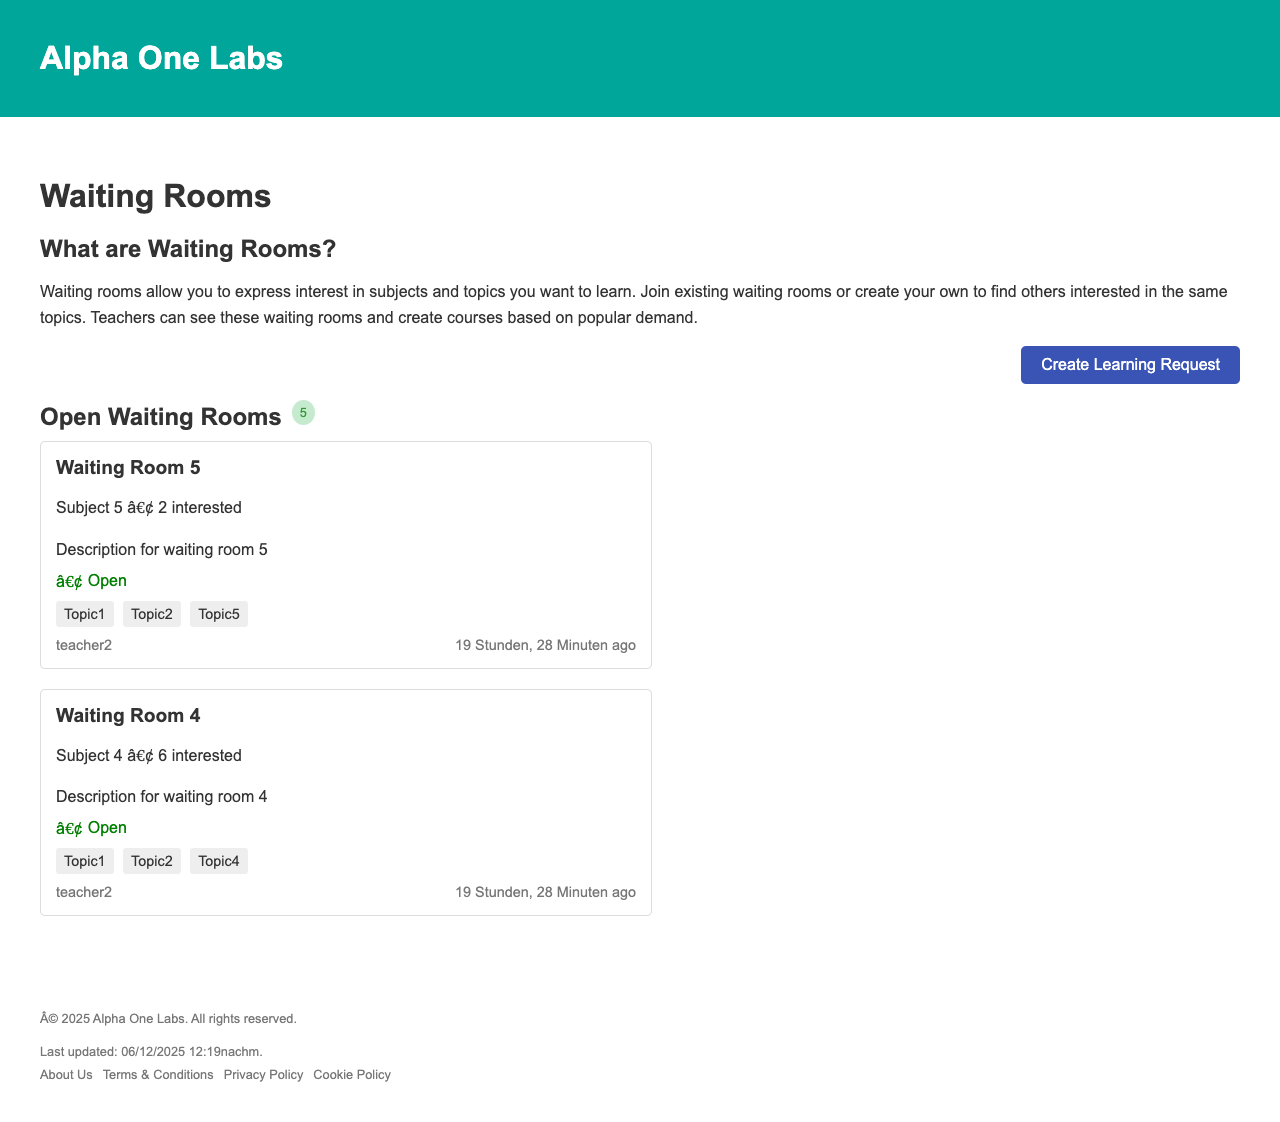 Alpha One Labs
Waiting Rooms
What are Waiting Rooms?
Waiting rooms allow you to express interest in subjects and topics you want to learn. Join existing waiting rooms or create your own to find others interested in the same
topics. Teachers can see these waiting rooms and create courses based on popular demand.
Create Learning Request
Open Waiting Rooms 5
Waiting Room 5
Subject 5 â€¢ 2 interested
Description for waiting room 5
â€¢ Open
Topic1 Topic2 Topic5
teacher2 19 Stunden, 28 Minuten ago
Waiting Room 4
Subject 4 â€¢ 6 interested
Description for waiting room 4
â€¢ Open
Topic1 Topic2 Topic4
teacher2 19 Stunden, 28 Minuten ago
Â© 2025 Alpha One Labs. All rights reserved.
Last updated: 06/12/2025 12:19nachm.
About Us Terms & Conditions Privacy Policy Cookie Policy